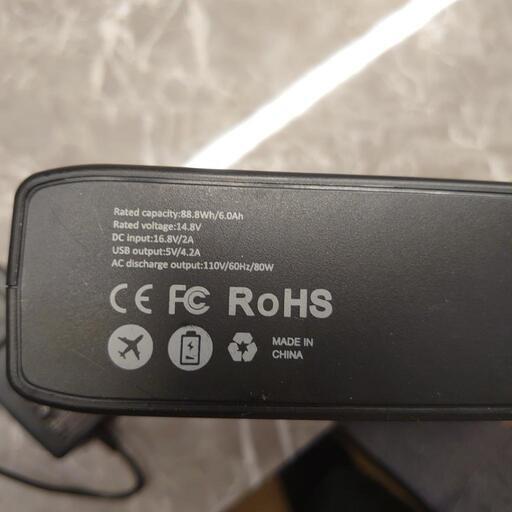 Rated capacity:88.8Wh/6.0Ah
Rated voltage:14.8V
DC input:16.8V/2A
USB output:5V/4.2A
AC discharge output:110V/60Hz/80W
CE FC RoHS
MADE IN
CHINA